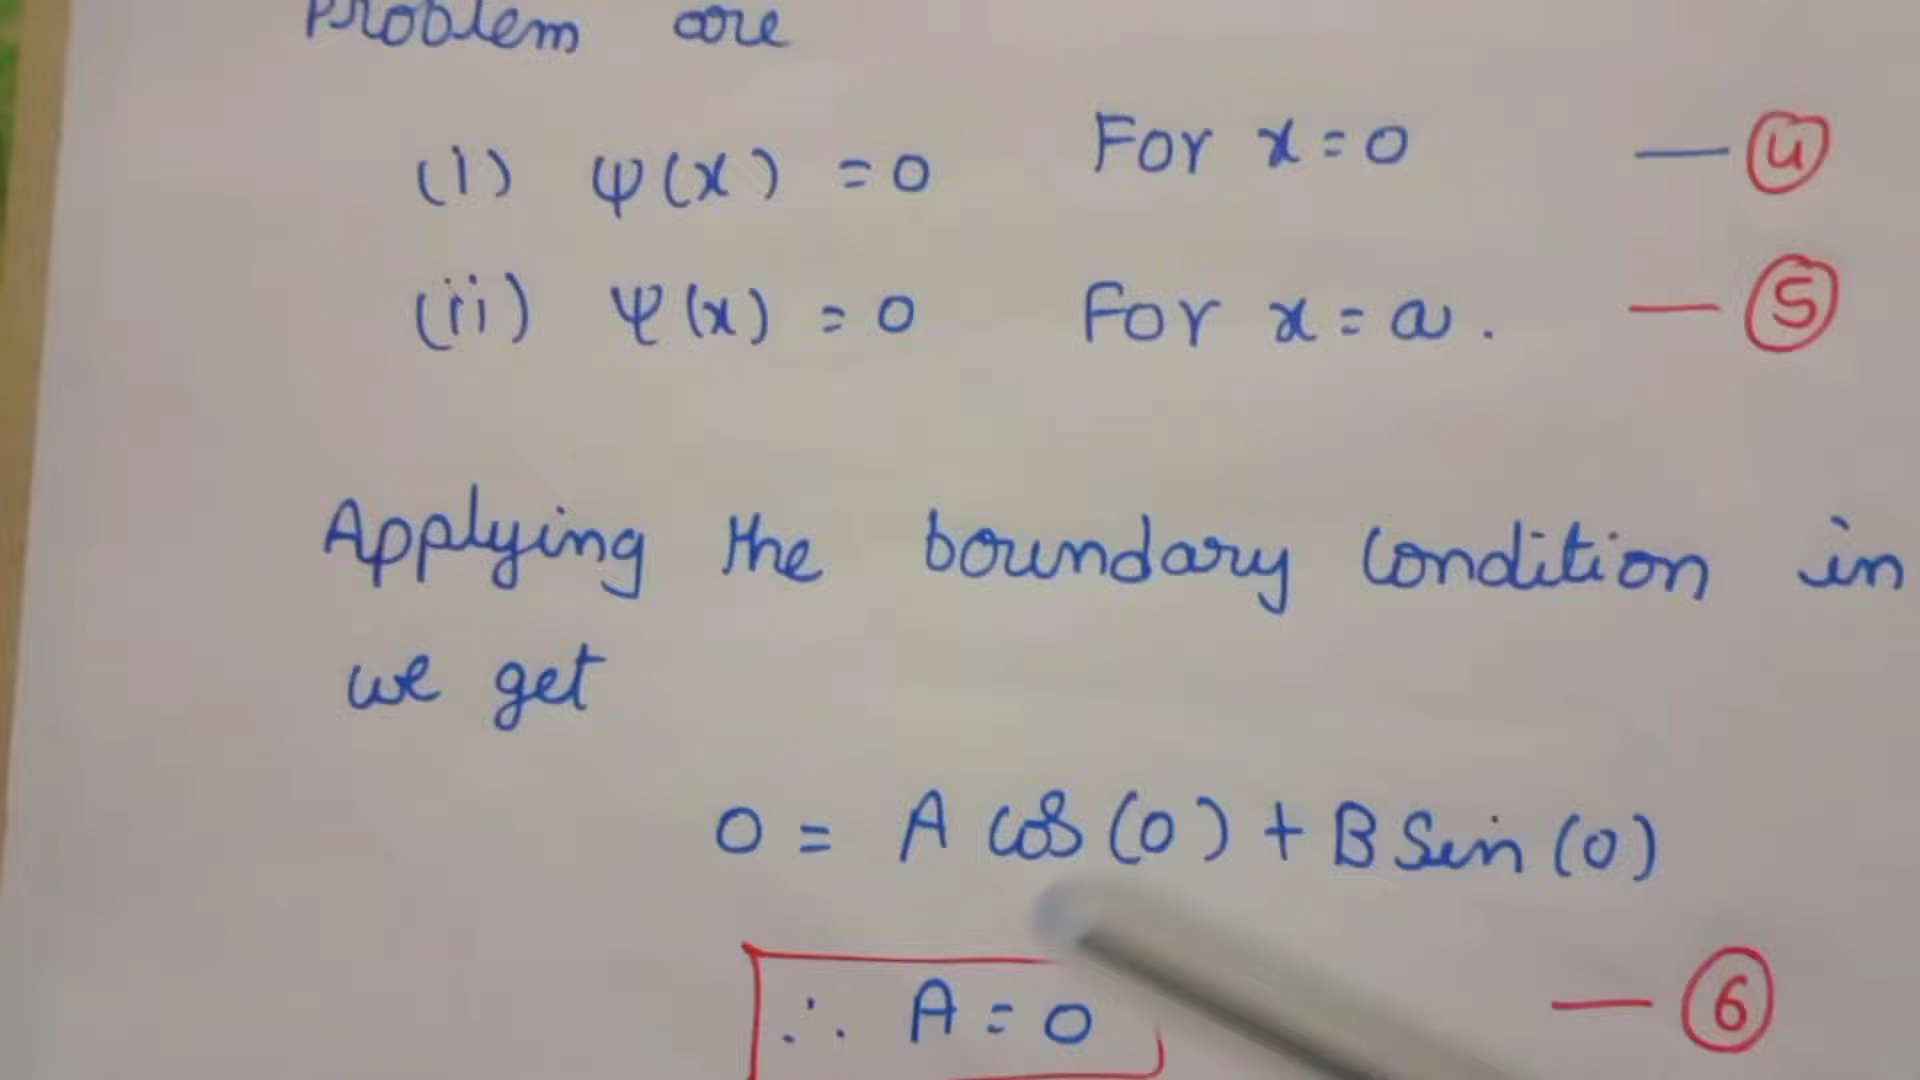 Problem are
(i) ψ(x) = 0 For x = 0 — 4
(ii) ψ(x) = 0 For x = a. — 5
Applying the boundary condition in
we get
0 = A cos(0) + B Sin (0)
∴ A = 0 — 6